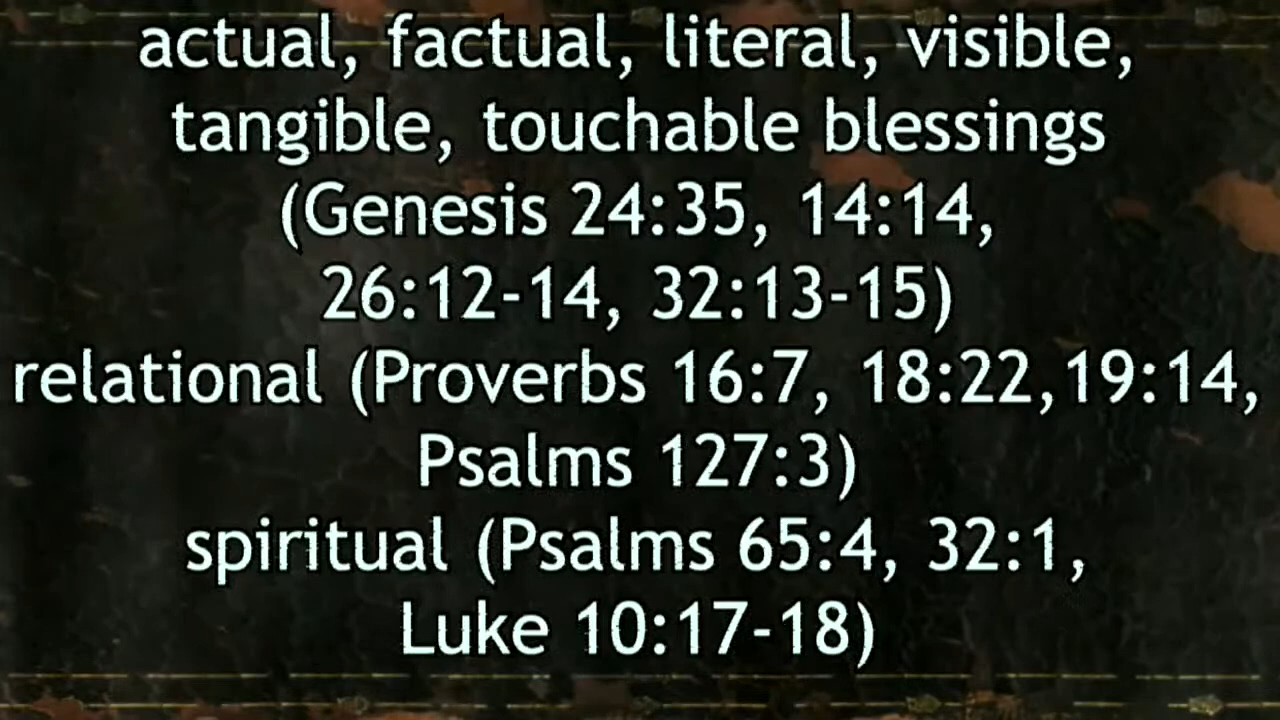 actual, factual, literal, visible,
tangible, touchable blessings
(Genesis 24:35, 14:14,
26:12-14, 32:13-15)
relational (Proverbs 16:7, 18:22,19:14,
Psalms 127:3)
spiritual (Psalms 65:4, 32:1,
Luke 10:17-18)